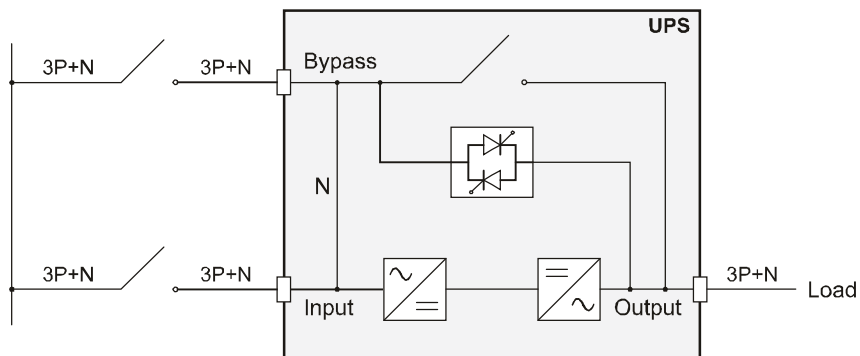 UPS
3P+N
3P+N
Bypass
N
3P+N
3P+N
Input
Output
3P+N
Load